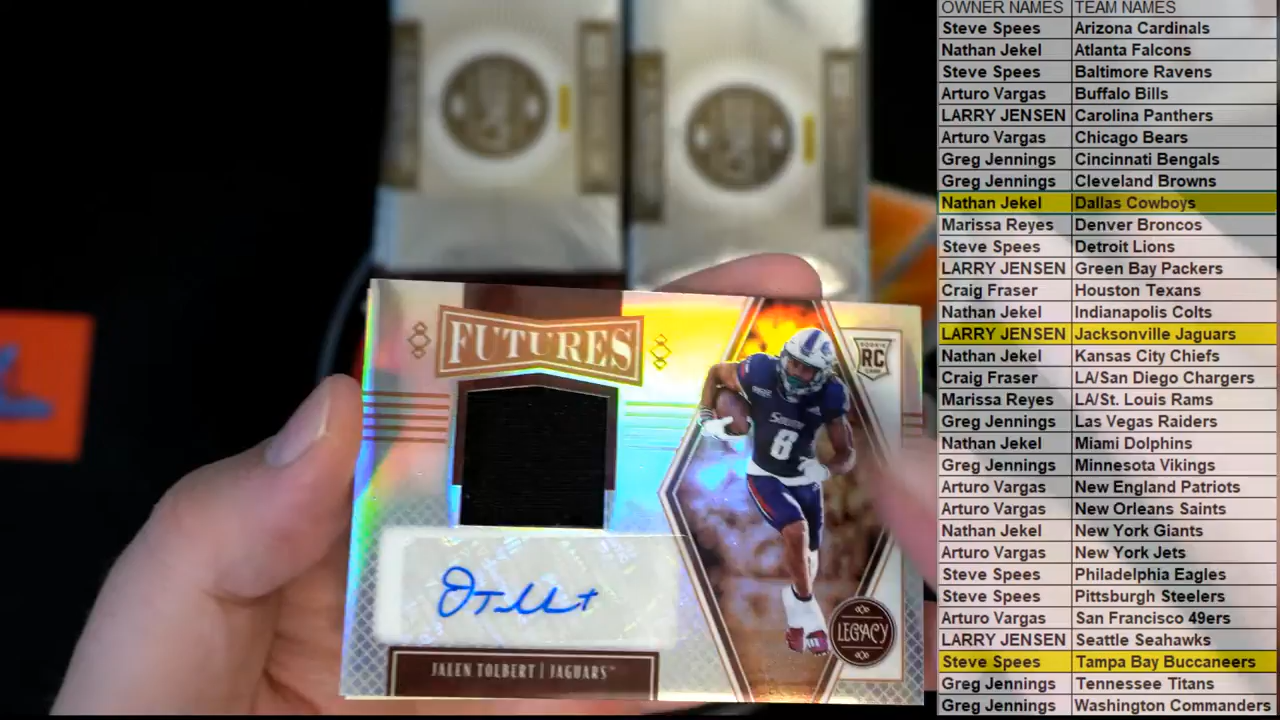 OWNER NAMES TEAM NAMES
Steve Spees Arizona Cardinals
Nathan Jekel Atlanta Falcons
Steve Spees Baltimore Ravens
Arturo Vargas Buffalo Bills
LARRY JENSEN Carolina Panthers
Arturo Vargas Chicago Bears
Greg Jennings Cincinnati Bengals
Greg Jennings Cleveland Browns
Nathan Jekel Dallas Cowboys
Marissa Reyes Denver Broncos
Steve Spees Detroit Lions
LARRY JENSEN Green Bay Packers
Craig Fraser Houston Texans
Nathan Jekel Indianapolis Colts
LARRY JENSEN Jacksonville Jaguars
Nathan Jekel Kansas City Chiefs
Craig Fraser LA/San Diego Chargers
Marissa Reyes LA/St. Louis Rams
Greg Jennings Las Vegas Raiders
Nathan Jekel Miami Dolphins
Greg Jennings Minnesota Vikings
Arturo Vargas New England Patriots
Arturo Vargas New Orleans Saints
Nathan Jekel New York Giants
Arturo Vargas New York Jets
Steve Spees Philadelphia Eagles
Steve Spees Pittsburgh Steelers
Arturo Vargas San Francisco 49ers
LARRY JENSEN Seattle Seahawks
Steve Spees Tampa Bay Buccaneers
Greg Jennings Tennessee Titans
Greg Jennings Washington Commanders
FUTURES
RC
8
LEGACY
JALEN TOLBERT | JAGUARS™